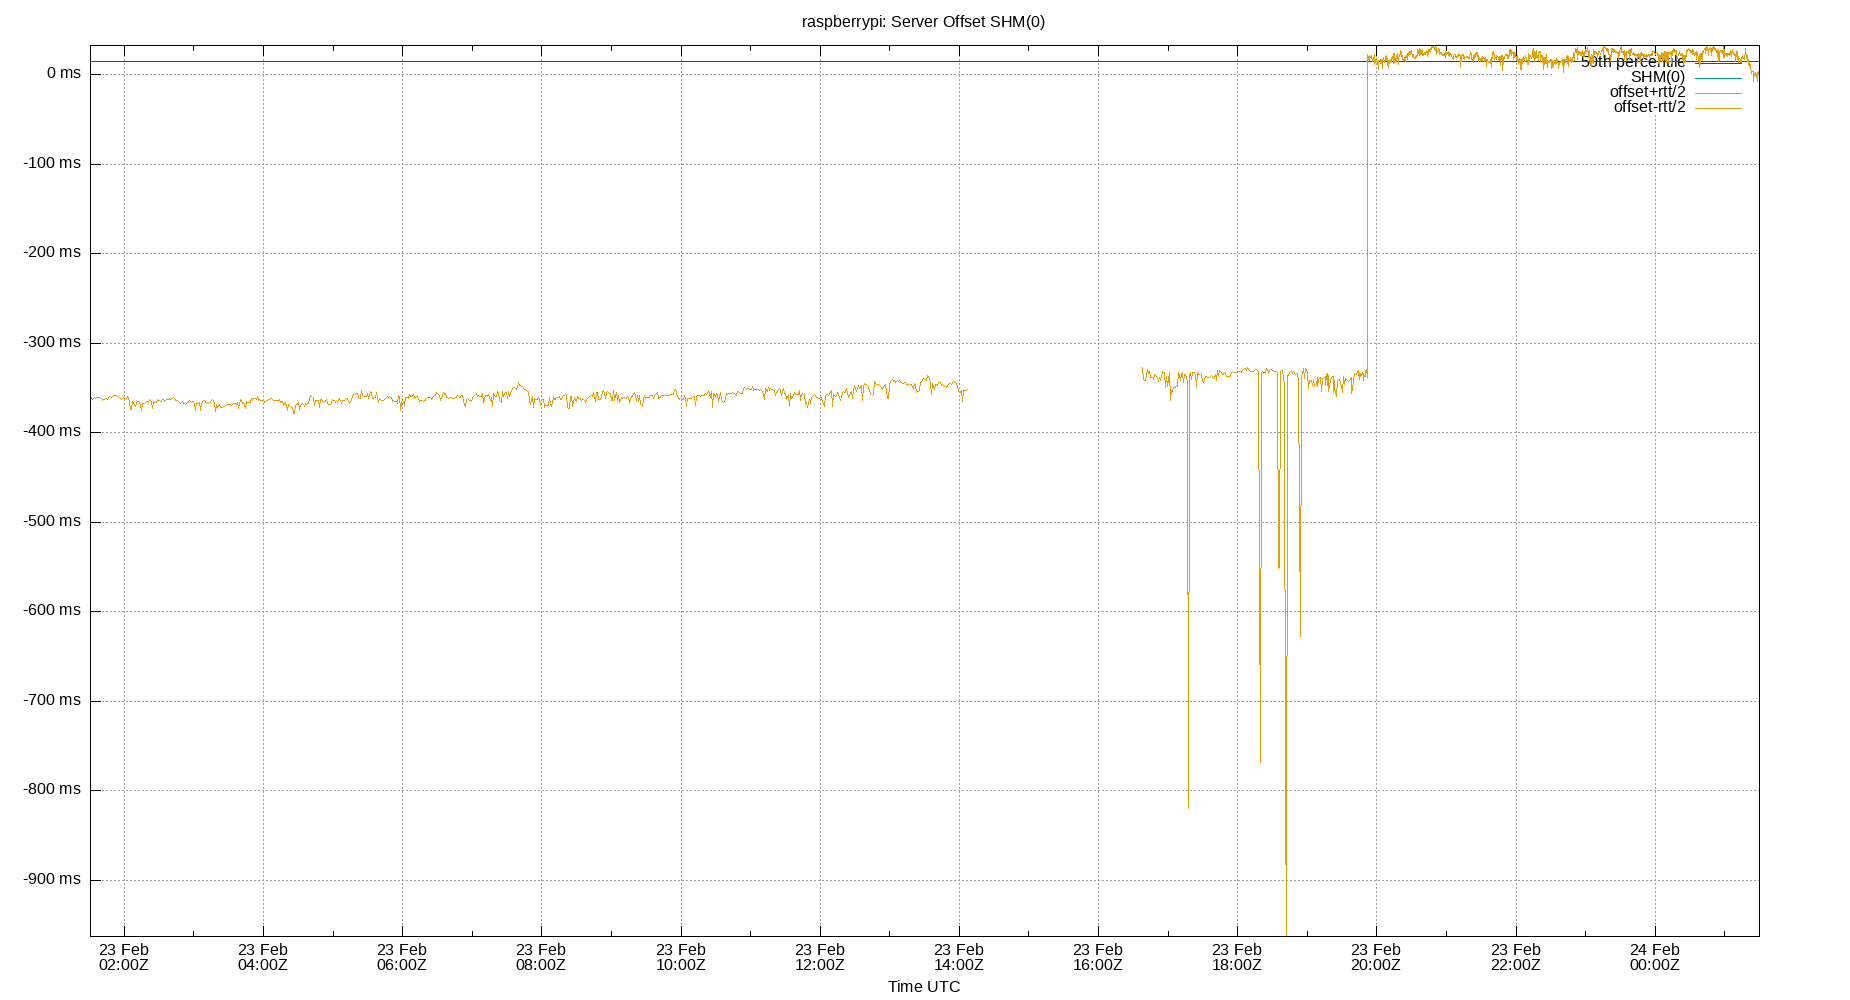 raspberrypi: Server Offset SHM(0)
0 ms
-100 ms
-200 ms
-300 ms
-400 ms
-500 ms
-600 ms
-700 ms
-800 ms
-900 ms
50th percentile
SHM(0)
offset+rtt/2
offset-rtt/2
23 Feb 23 Feb 23 Feb 23 Feb 23 Feb 23 Feb 23 Feb 23 Feb 23 Feb 23 Feb 23 Feb 24 Feb
02:00Z 04:00Z 06:00Z 08:00Z 10:00Z 12:00Z 14:00Z 16:00Z 18:00Z 20:00Z 22:00Z 00:00Z
Time UTC